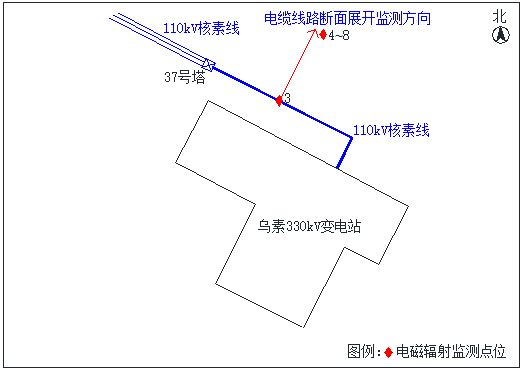 电缆线路断面展开监测方向
北
110kV核素线
4~8
37号塔
3
110kV核素线
乌素330kV变电站
图例:电磁辐射监测点位